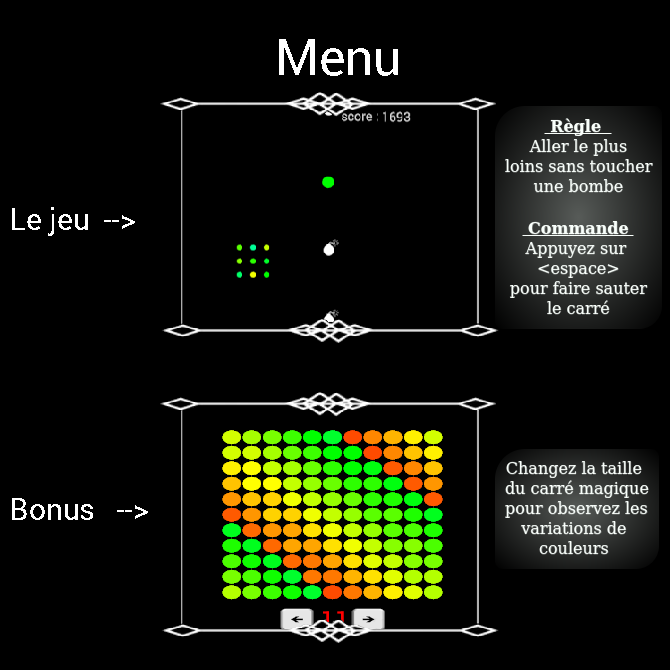 Menu
score : 1693
Le jeu -->
Règle
Aller le plus
loins sans toucher
une bombe
Commande
Appuyez sur
<espace>
pour faire sauter
le carré
Bonus -->
Changez la taille
du carré magique
pour observez les
variations de
couleurs
← 11 →